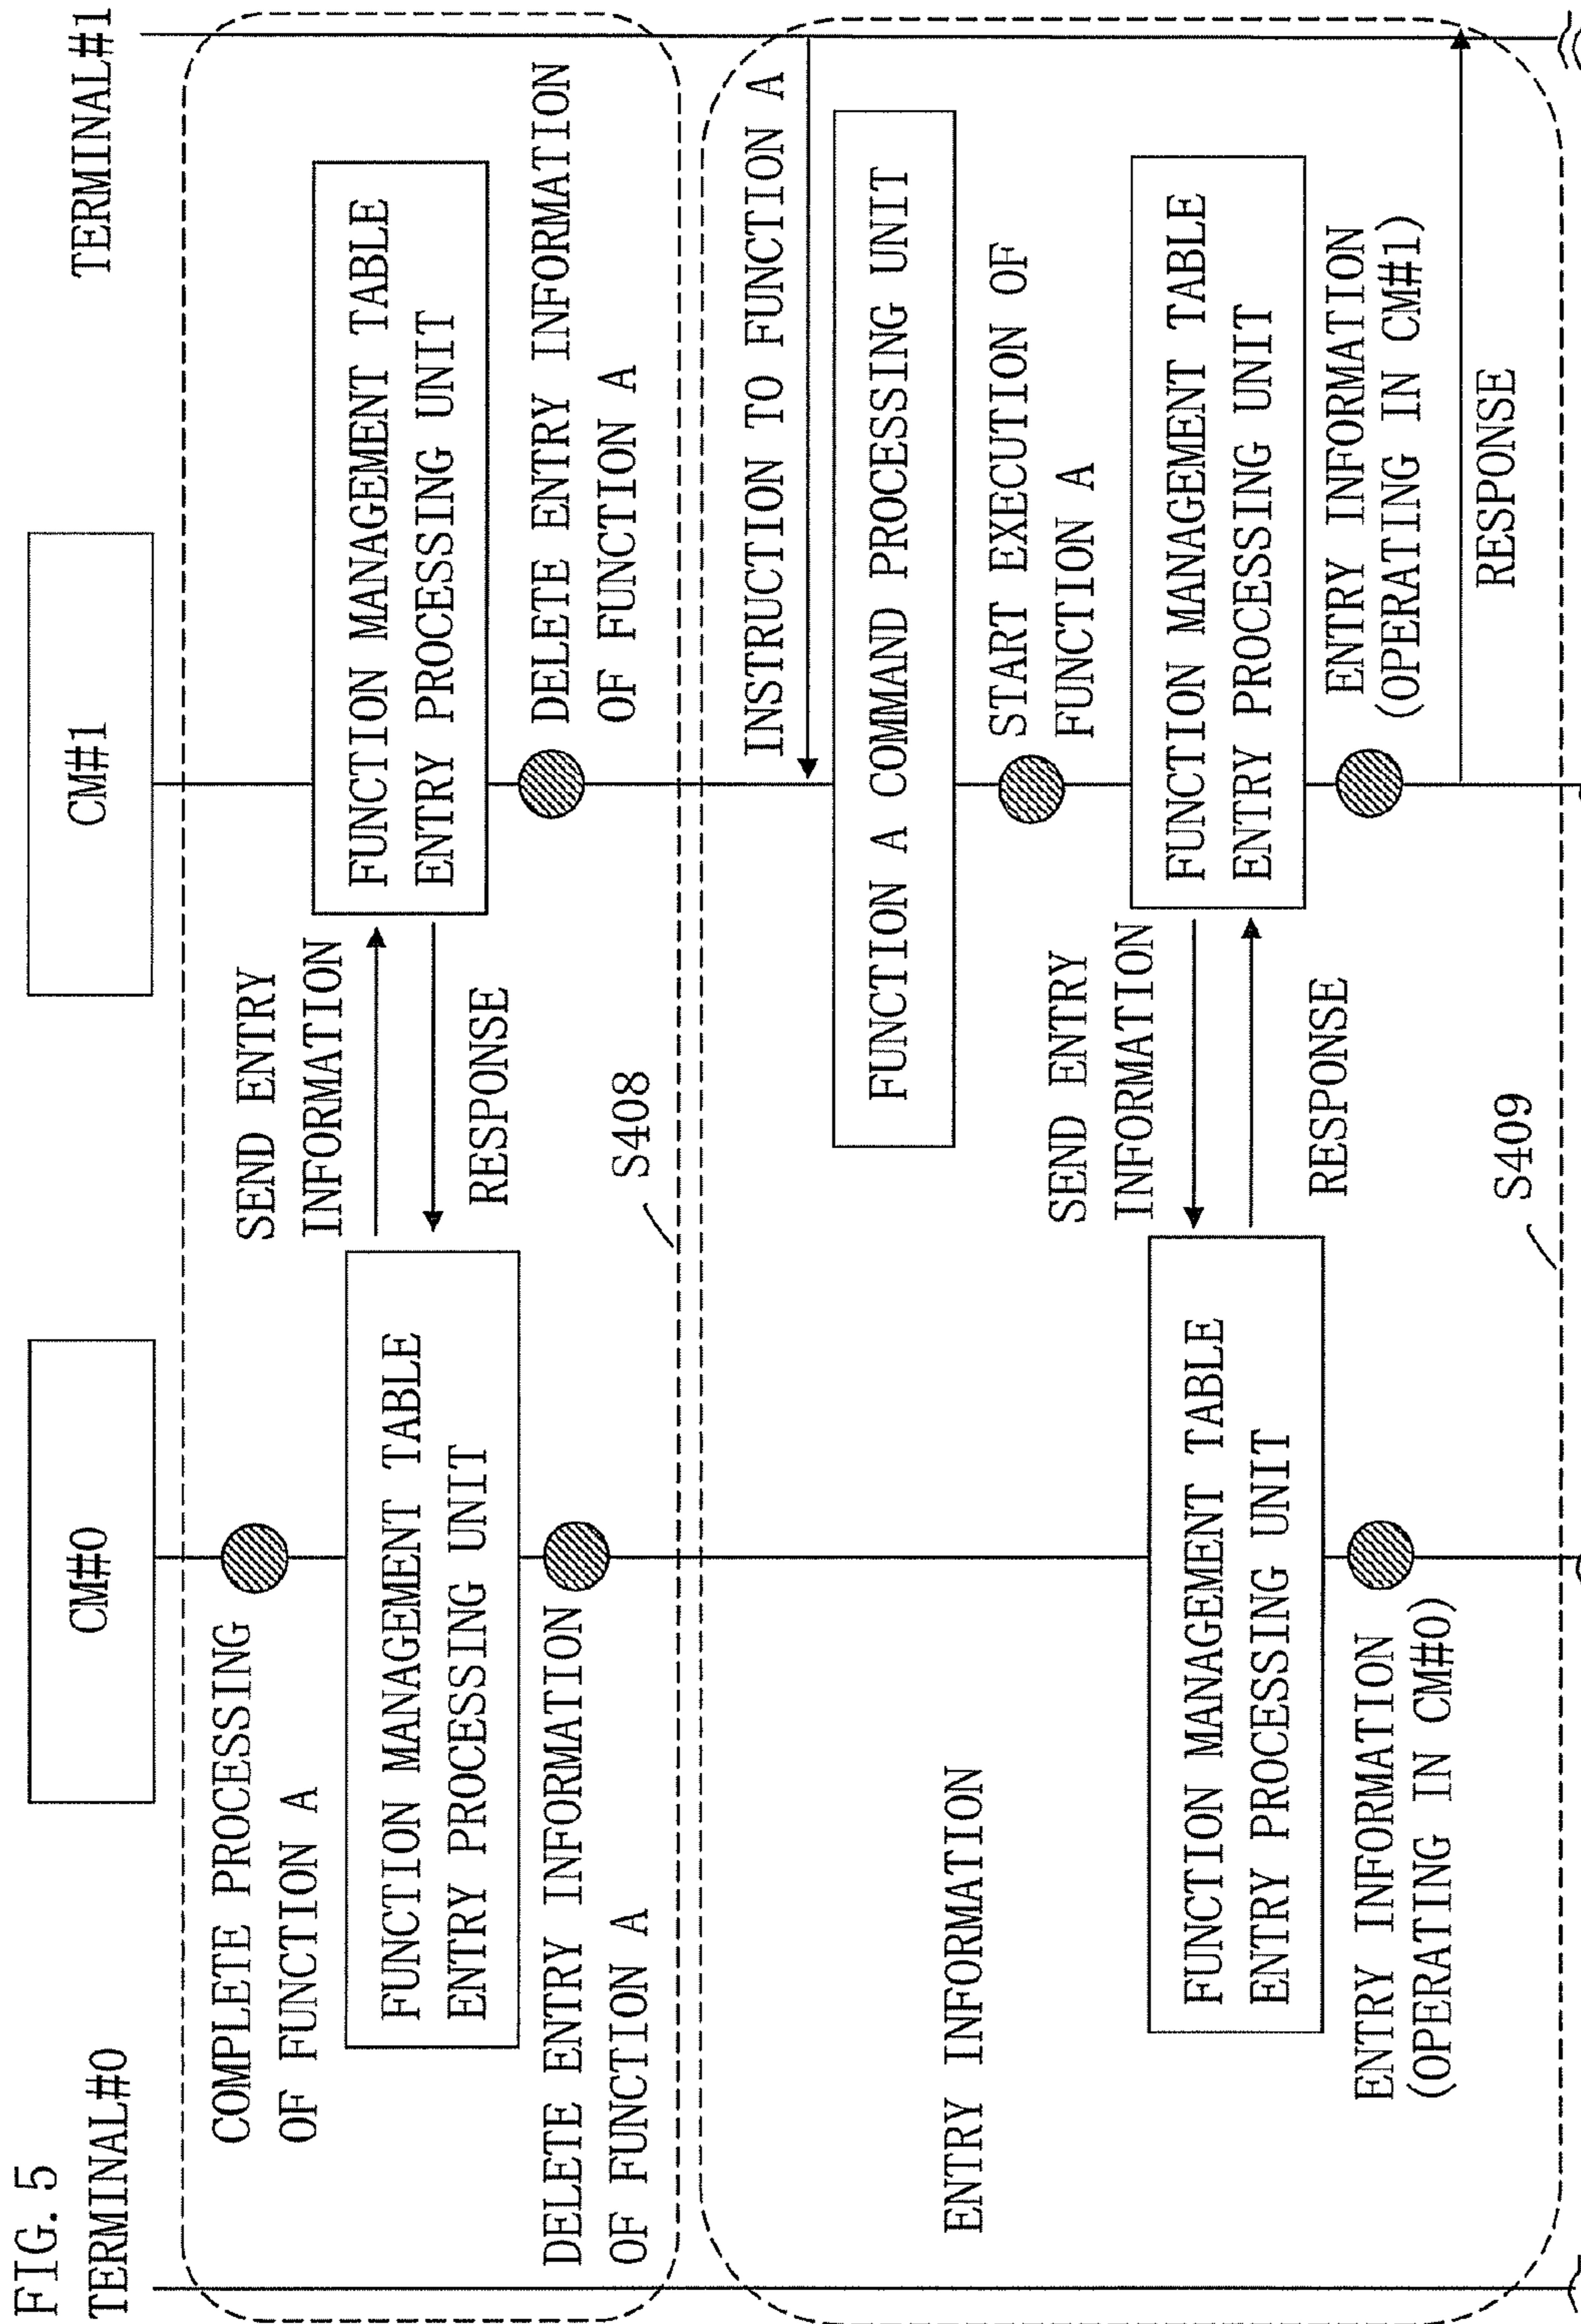 FIG. 5
TERMINAL#0
CM#0
CM#1
TERMINAL#1
COMPLETE PROCESSING
OF FUNCTION A
SEND ENTRY
INFORMATION
FUNCTION MANAGEMENT TABLE
ENTRY PROCESSING UNIT
FUNCTION MANAGEMENT TABLE
ENTRY PROCESSING UNIT
RESPONSE
DELETE ENTRY INFORMATION
OF FUNCTION A
DELETE ENTRY INFORMATION
OF FUNCTION A
S408
INSTRUCTION TO FUNCTION A
FUNCTION A COMMAND PROCESSING UNIT
ENTRY INFORMATION
START EXECUTION OF
FUNCTION A
SEND ENTRY
INFORMATION
FUNCTION MANAGEMENT TABLE
ENTRY PROCESSING UNIT
FUNCTION MANAGEMENT TABLE
ENTRY PROCESSING UNIT
RESPONSE
ENTRY INFORMATION
(OPERATING IN CM#0)
ENTRY INFORMATION
(OPERATING IN CM#1)
RESPONSE
S409